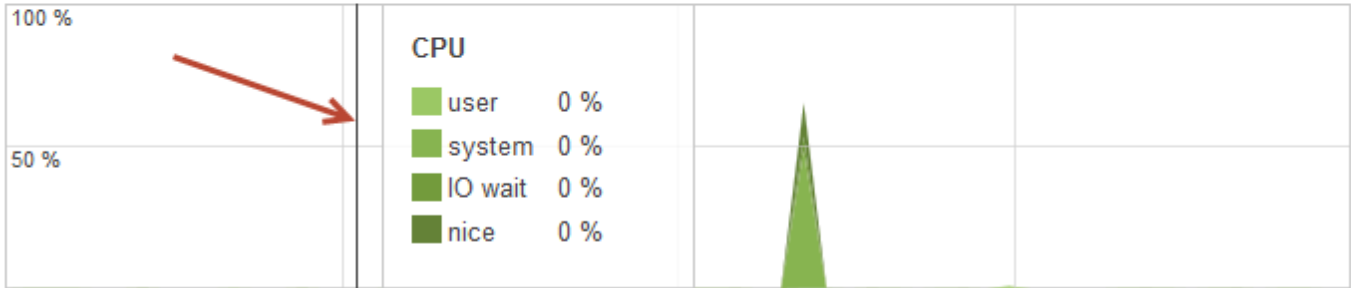 100 %
CPU
user 0 %
system 0 %
50 %
IO wait 0 %
nice 0 %